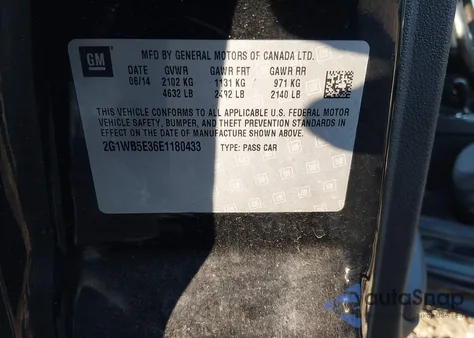 GM
MFD BY GENERAL MOTORS OF CANADA LTD.
DATE GVWR GAWR FRT GAWR RR
06/14 2102 KG 1131 KG 971 KG
4632 LB 2492 LB 2140 LB
THIS VEHICLE CONFORMS TO ALL APPLICABLE U.S. FEDERAL MOTOR
VEHICLE SAFETY, BUMPER, AND THEFT PREVENTION STANDARDS
IN EFFECT ON THE DATE OF MANUFACTURE SHOWN ABOVE.
2G1WB5E36E1180433 TYPE: PASS CAR
autoSnap